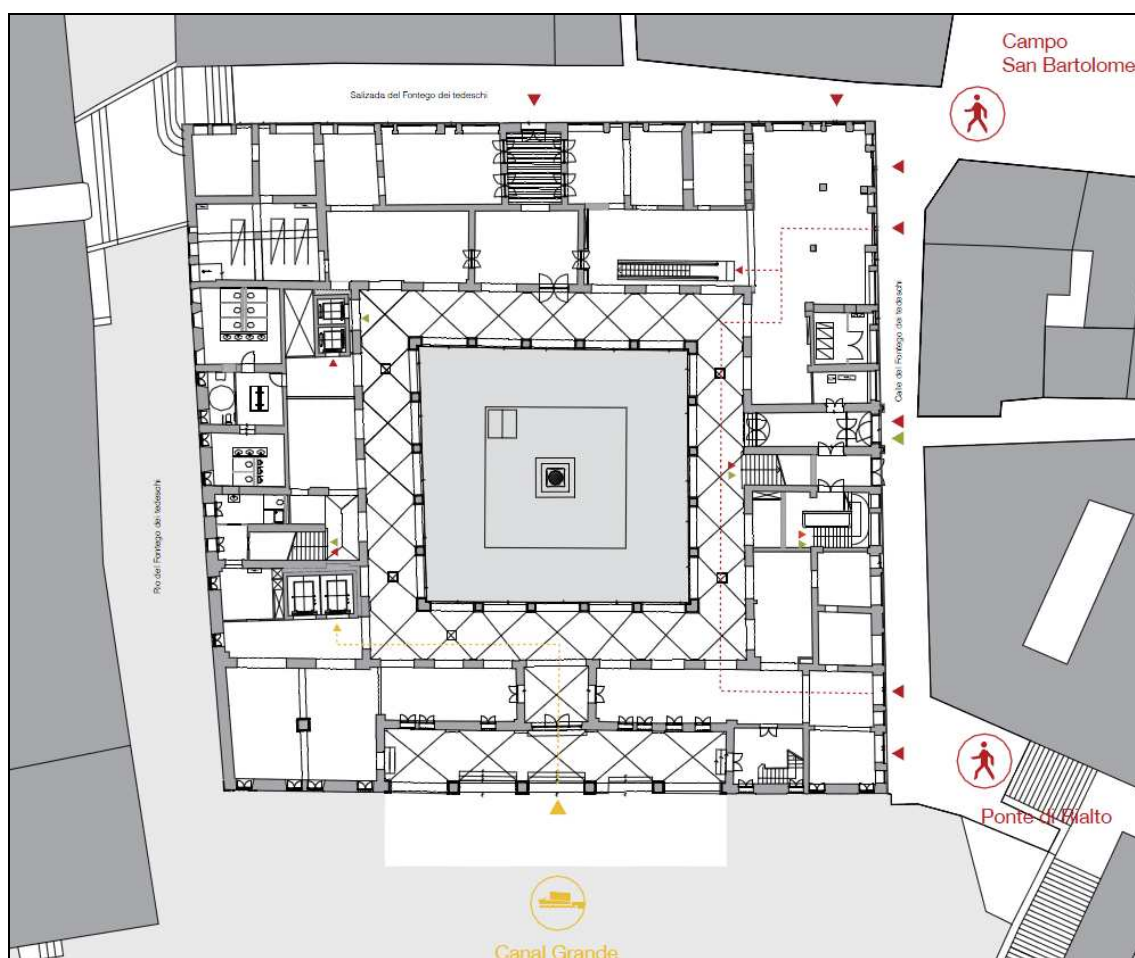 Campo
San Bartolome
Salizada del Fontego dei tedeschi
Calle del Fontego dei tedeschi
Rio del Fontego dei tedeschi
Ponte di Rialto
Canal Grande